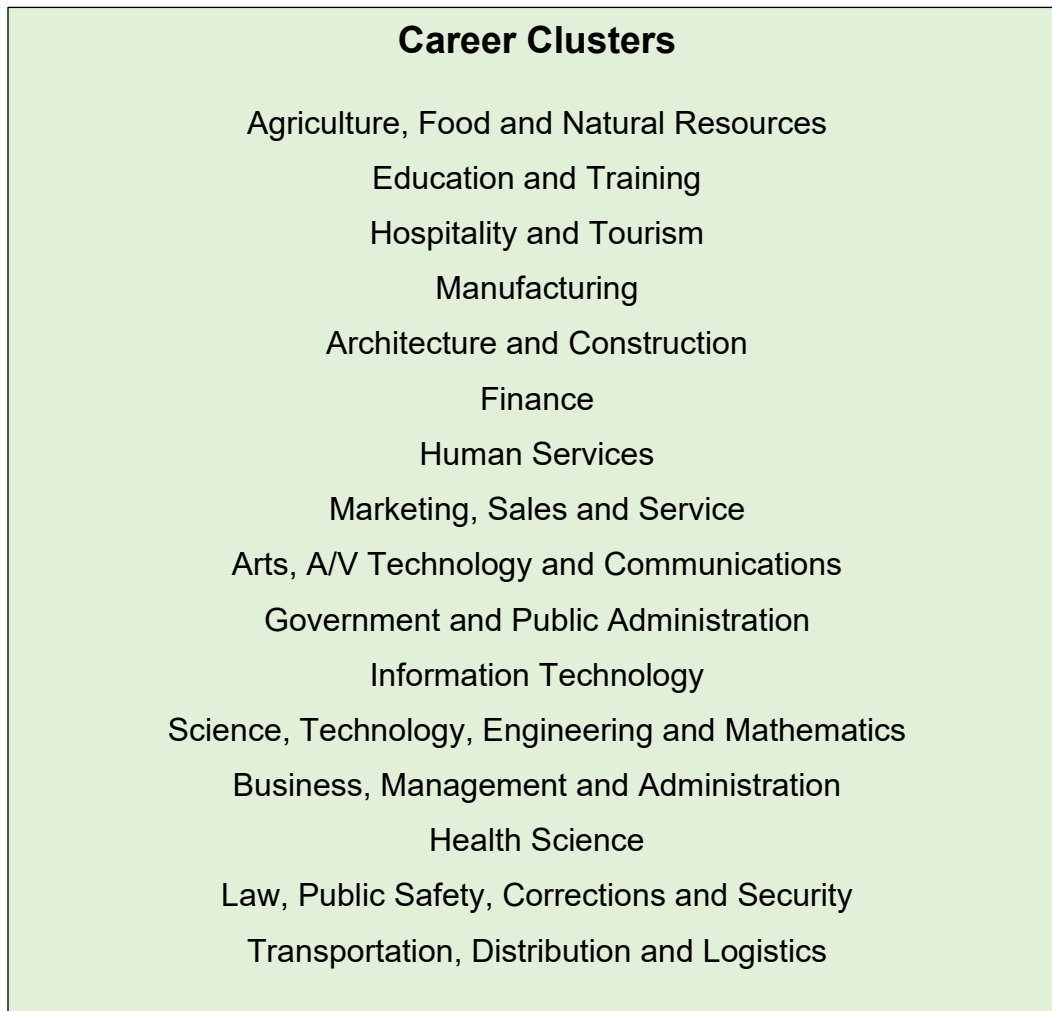 Career Clusters
Agriculture, Food and Natural Resources
Education and Training
Hospitality and Tourism
Manufacturing
Architecture and Construction
Finance
Human Services
Marketing, Sales and Service
Arts, A/V Technology and Communications
Government and Public Administration
Information Technology
Science, Technology, Engineering and Mathematics
Business, Management and Administration
Health Science
Law, Public Safety, Corrections and Security
Transportation, Distribution and Logistics